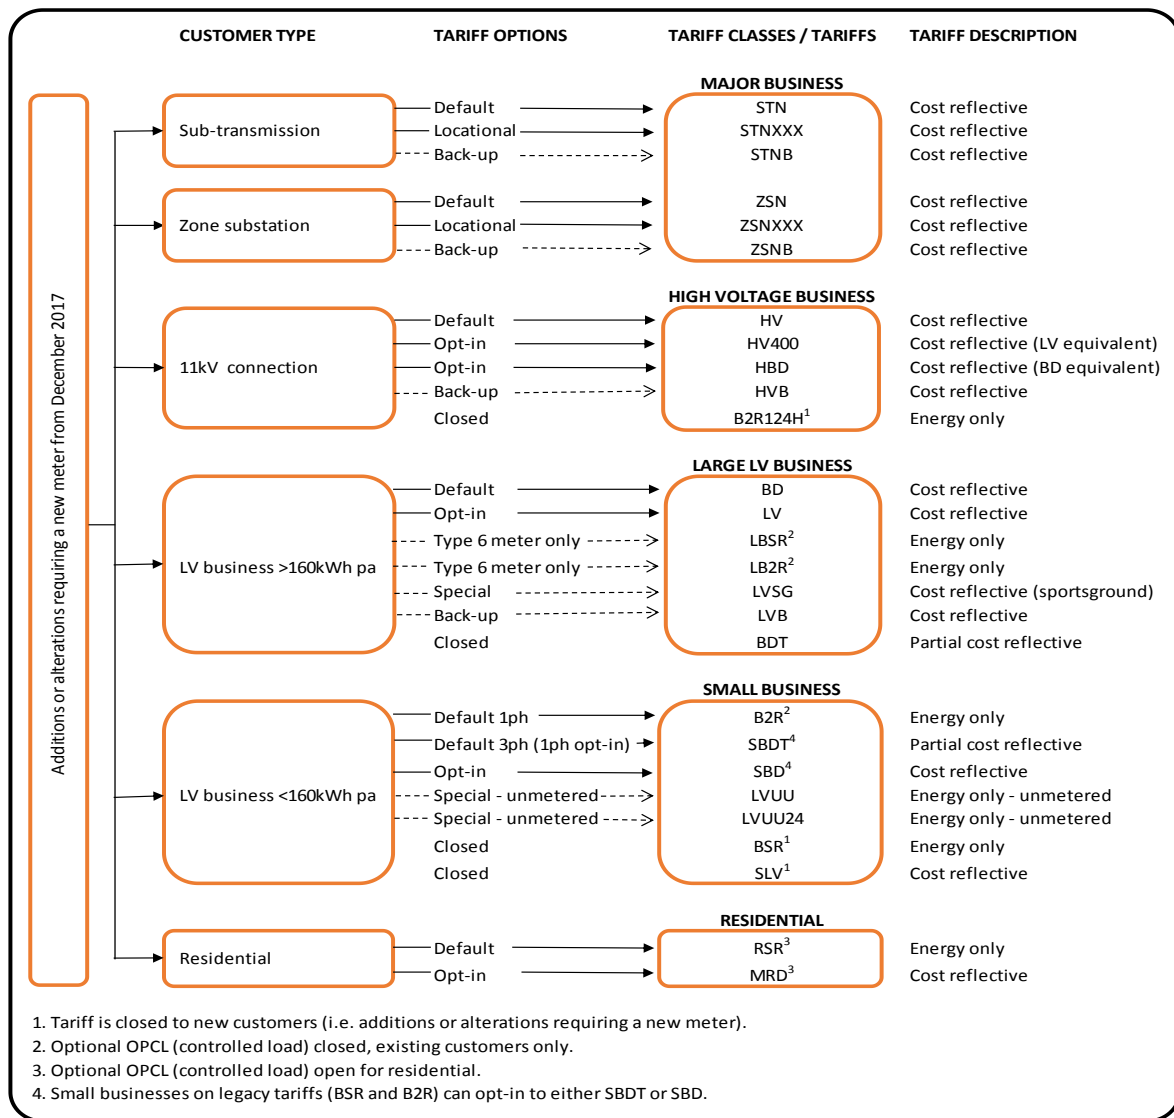 CUSTOMER TYPE TARIFF OPTIONS TARIFF CLASSES / TARIFFS TARIFF DESCRIPTION
Additions or alterations requiring a new meter from December 2017
MAJOR BUSINESS
Sub-transmission
Default STN Cost reflective
Locational STNXXX Cost reflective
Back-up STNB Cost reflective
Zone substation
Default ZSN Cost reflective
Locational ZSNXXX Cost reflective
Back-up ZSNB Cost reflective
HIGH VOLTAGE BUSINESS
11kV connection
Default HV Cost reflective
Opt-in HV400 Cost reflective (LV equivalent)
Opt-in HBD Cost reflective (BD equivalent)
Back-up HVB Cost reflective
Closed B2R124H¹ Energy only
LARGE LV BUSINESS
LV business >160kWh pa
Default BD Cost reflective
Opt-in LV Cost reflective
Type 6 meter only LBSR² Energy only
Type 6 meter only LB2R² Energy only
Special LVSG Cost reflective (sportsground)
Back-up LVB Cost reflective
Closed BDT Partial cost reflective
SMALL BUSINESS
LV business <160kWh pa
Default 1ph B2R² Energy only
Default 3ph (1ph opt-in) SBDT⁴ Partial cost reflective
Opt-in SBD⁴ Cost reflective
Special - unmetered LVUU Energy only - unmetered
Special - unmetered LVUU24 Energy only - unmetered
Closed BSR¹ Energy only
Closed SLV¹ Cost reflective
RESIDENTIAL
Residential
Default RSR³ Energy only
Opt-in MRD³ Cost reflective
1. Tariff is closed to new customers (i.e. additions or alterations requiring a new meter).
2. Optional OPCL (controlled load) closed, existing customers only.
3. Optional OPCL (controlled load) open for residential.
4. Small businesses on legacy tariffs (BSR and B2R) can opt-in to either SBDT or SBD.